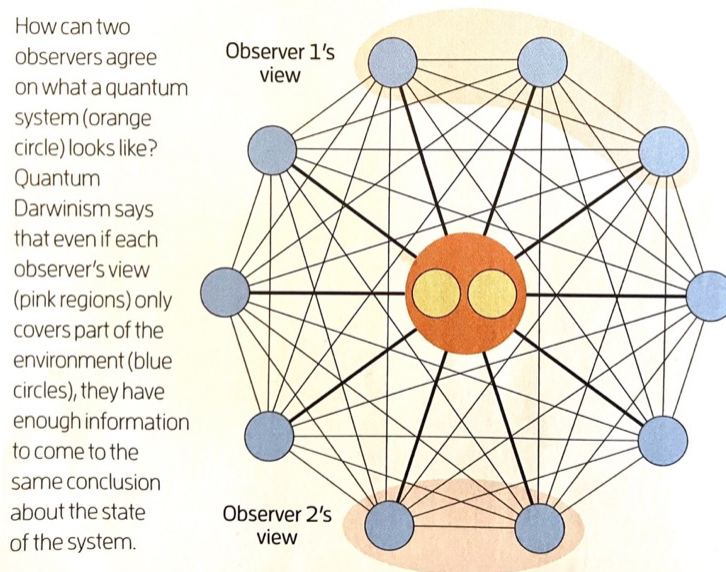 How can two
observers agree
on what a quantum
system (orange
circle) looks like?
Quantum
Darwinism says
that even if each
observer's view
(pink regions) only
covers part of the
environment (blue
circles), they have
enough information
to come to the
same conclusion
about the state
of the system.
Observer 1's
view
Observer 2's
view